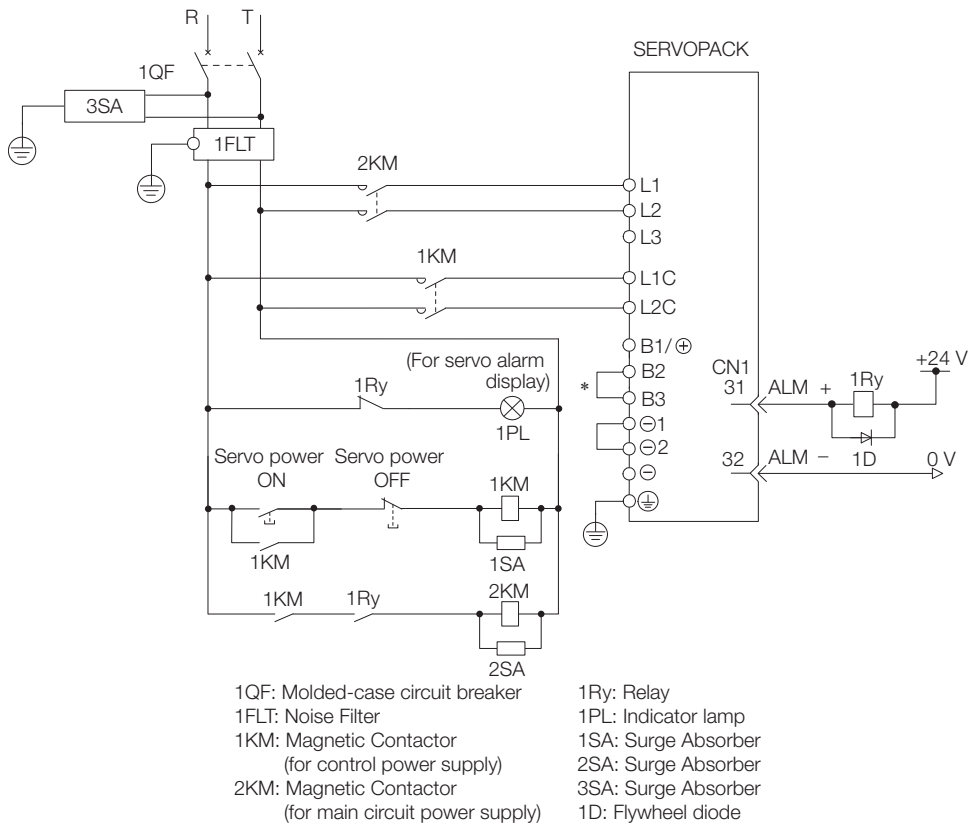 R T
SERVOPACK
1QF
3SA
1FLT
2KM
L1
L2
L3
1KM
L1C
L2C
B1/⊕
(For servo alarm
display)
1Ry
1PL
*
B2
B3
⊖1
⊖2
⊖
CN1
31 ALM +
1Ry
+24 V
1D
32 ALM −
0 V
Servo power
ON
Servo power
OFF
1KM
1KM
1SA
1KM
1Ry
2KM
2SA
1QF: Molded-case circuit breaker
1FLT: Noise Filter
1KM: Magnetic Contactor
(for control power supply)
2KM: Magnetic Contactor
(for main circuit power supply)
1Ry: Relay
1PL: Indicator lamp
1SA: Surge Absorber
2SA: Surge Absorber
3SA: Surge Absorber
1D: Flywheel diode